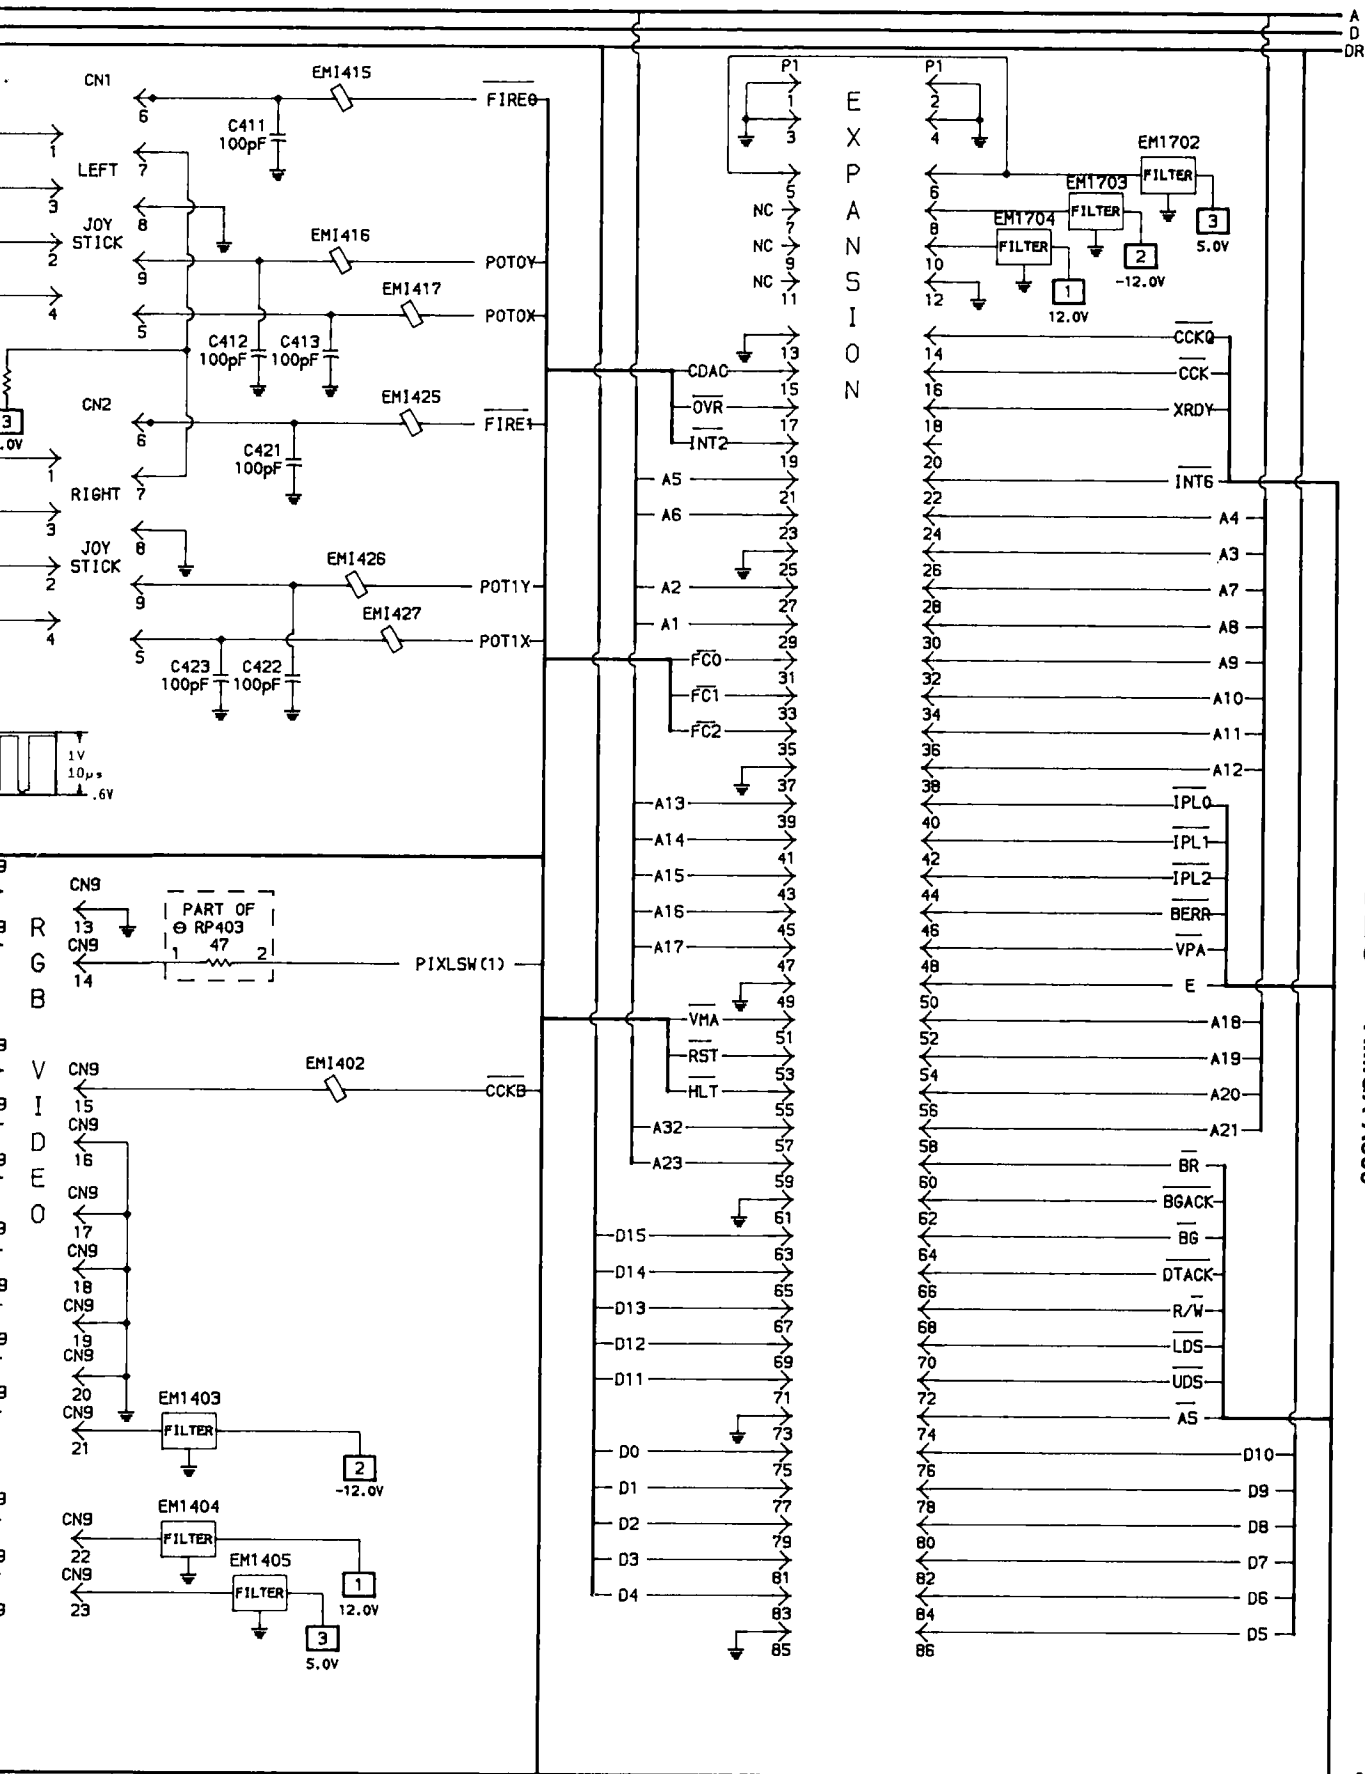 A
D
DR
CN1
6
EMI415
FIRE0
C411
100pF
1
LEFT
7
3
8
JOY
STICK
2
9
EMI416
POT0Y
4
5
EMI417
POT0X
C412
100pF
C413
100pF
3
.0V
CN2
6
EMI425
FIRE1
C421
100pF
1
RIGHT
7
3
8
JOY
STICK
2
9
EMI426
POT1Y
4
5
EMI427
POT1X
C423
100pF
C422
100pF
1V
10µs
.6V
RGB
VIDEO
CN9
13
CN9
14
PART OF
RP403
47
1
2
PIXLSW(1)
CN9
15
EMI402
CCKB
CN9
16
CN9
17
CN9
18
CN9
19
CN9
20
CN9
21
EM1403
FILTER
2
-12.0V
CN9
22
EM1404
FILTER
1
12.0V
CN9
23
EM1405
FILTER
3
5.0V
EXPANSION
P1
1
3
5
NC
7
NC
9
NC
11
13
CDAC
15
OVR
17
INT2
19
A5
21
A6
23
25
A2
27
A1
29
FC0
31
FC1
33
FC2
35
37
A13
39
A14
41
A15
43
A16
45
A17
47
49
VMA
51
RST
53
HLT
55
A32
57
A23
59
61
D15
63
D14
65
D13
67
D12
69
D11
71
73
D0
75
D1
77
D2
79
D3
81
D4
83
85
P1
2
4
6
EM1702
FILTER
3
5.0V
8
EM1703
FILTER
2
-12.0V
10
EM1704
FILTER
1
12.0V
12
14
CCKQ
16
CCK
18
XRDY
20
22
INT6
24
A4
26
A3
28
A7
30
A8
32
A9
34
A10
36
A11
38
A12
40
IPL0
42
IPL1
44
IPL2
46
BERR
48
VPA
50
E
52
A18
54
A19
56
A20
58
A21
60
BR
62
BGACK
64
BG
66
DTACK
68
R/W
70
LDS
72
UDS
74
AS
76
D10
78
D9
80
D8
82
D7
84
D6
86
D5